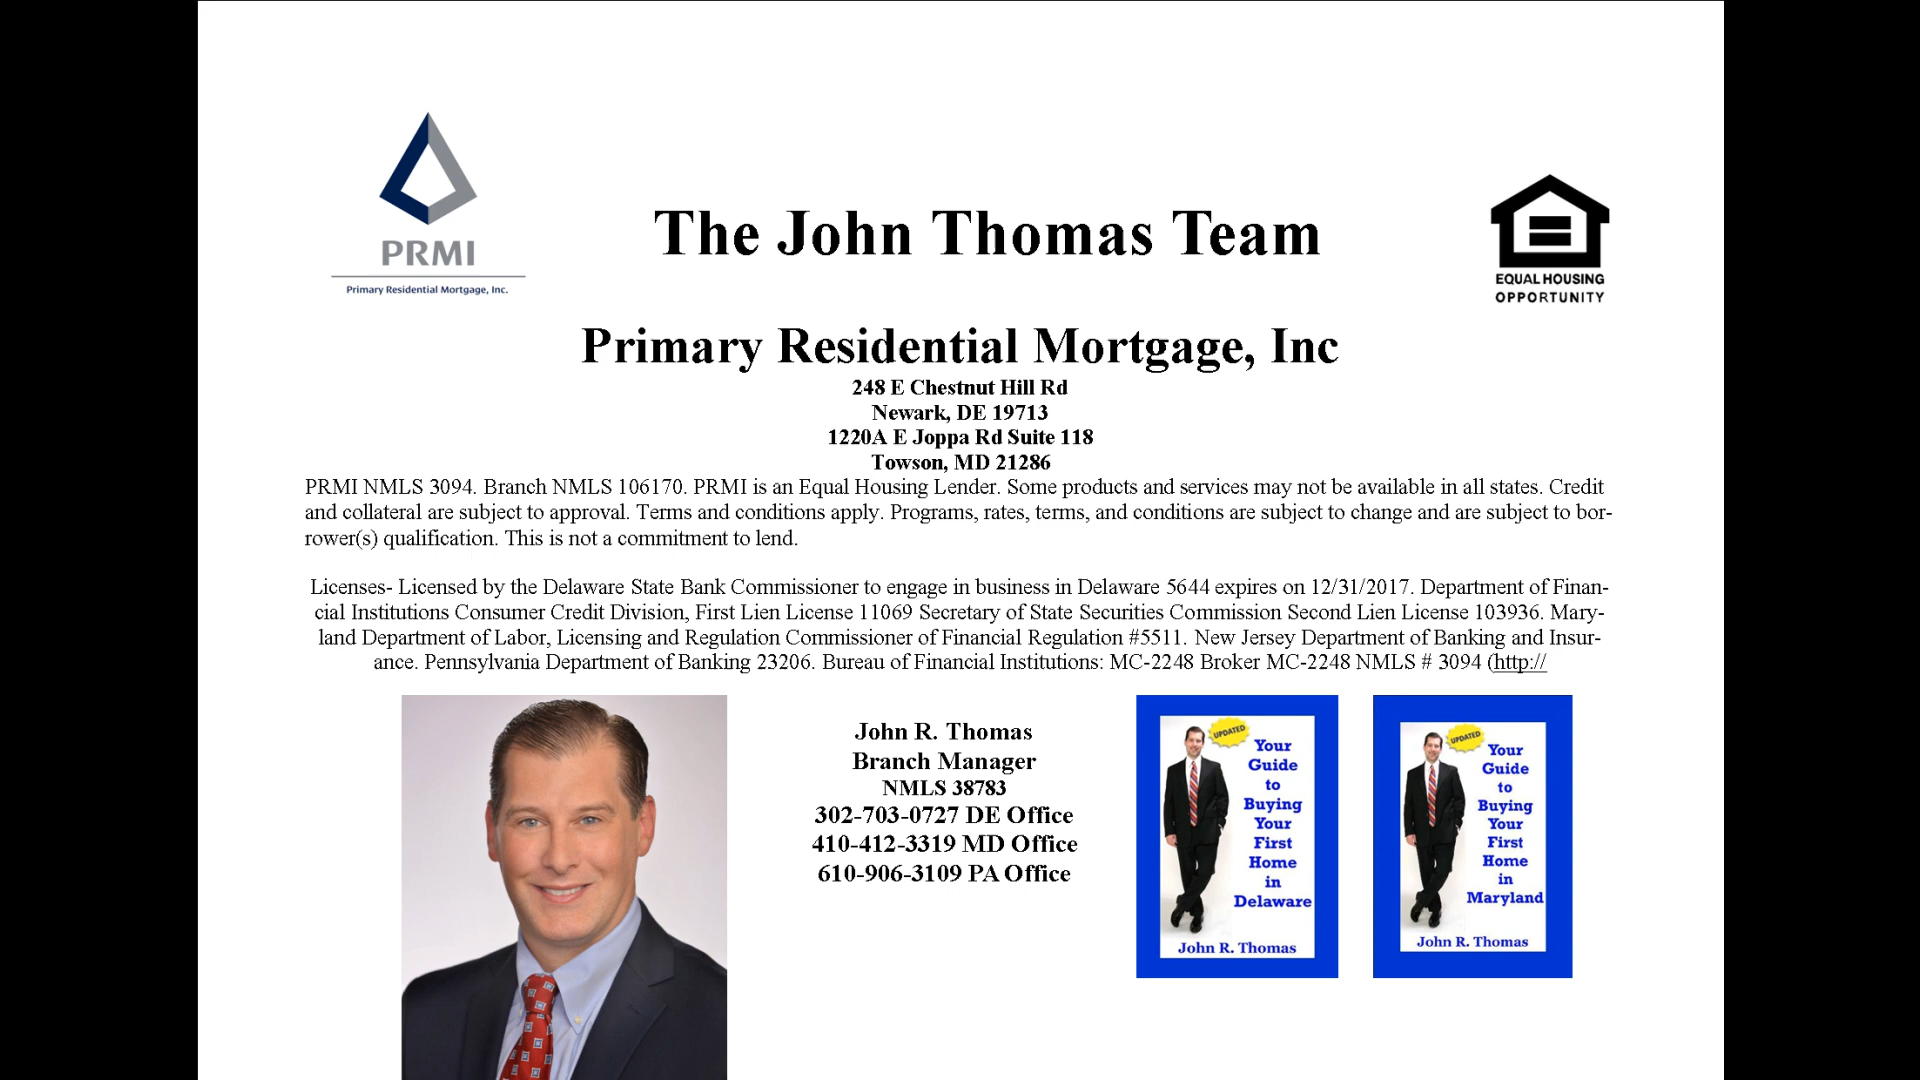 PRMI
Primary Residential Mortgage, Inc.
The John Thomas Team
EQUAL HOUSING
OPPORTUNITY
Primary Residential Mortgage, Inc
248 E Chestnut Hill Rd
Newark, DE 19713
1220A E Joppa Rd Suite 118
Towson, MD 21286
PRMI NMLS 3094. Branch NMLS 106170. PRMI is an Equal Housing Lender. Some products and services may not be available in all states. Credit
and collateral are subject to approval. Terms and conditions apply. Programs, rates, terms, and conditions are subject to change and are subject to bor-
rower(s) qualification. This is not a commitment to lend.
Licenses- Licensed by the Delaware State Bank Commissioner to engage in business in Delaware 5644 expires on 12/31/2017. Department of Finan-
cial Institutions Consumer Credit Division, First Lien License 11069 Secretary of State Securities Commission Second Lien License 103936. Mary-
land Department of Labor, Licensing and Regulation Commissioner of Financial Regulation #5511. New Jersey Department of Banking and Insur-
ance. Pennsylvania Department of Banking 23206. Bureau of Financial Institutions: MC-2248 Broker MC-2248 NMLS # 3094 (http://
John R. Thomas
Branch Manager
NMLS 38783
302-703-0727 DE Office
410-412-3319 MD Office
610-906-3109 PA Office
UPDATED
Your
Guide
to
Buying
Your
First
Home
in
Delaware
John R. Thomas
UPDATED
Your
Guide
to
Buying
Your
First
Home
in
Maryland
John R. Thomas